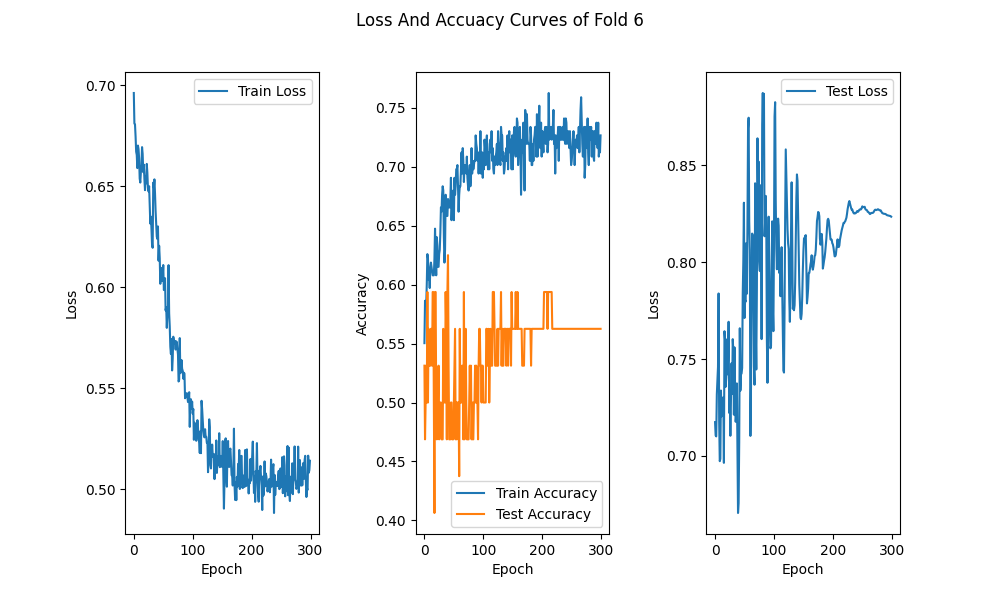 Loss And Accuacy Curves of Fold 6
0.70
0.65
0.60
0.55
0.50
Loss
0
100
200
300
Epoch
Train Loss
0.75
0.70
0.65
0.60
0.55
0.50
0.45
0.40
Accuracy
0
100
200
300
Epoch
Train Accuracy
Test Accuracy
0.85
0.80
0.75
0.70
Loss
0
100
200
300
Epoch
Test Loss